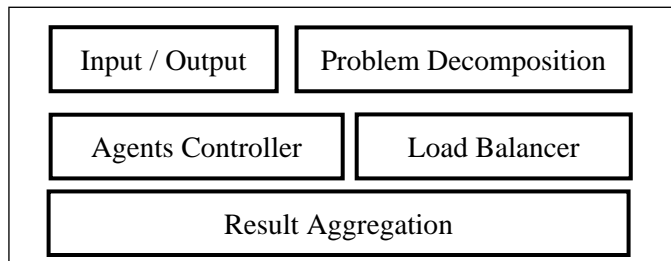 Input / Output
Problem Decomposition
Agents Controller
Load Balancer
Result Aggregation